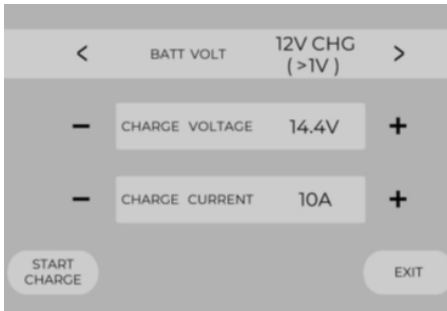 < BATT VOLT 12V CHG
(>1V) >
− CHARGE VOLTAGE 14.4V +
− CHARGE CURRENT 10A +
START
CHARGE
EXIT